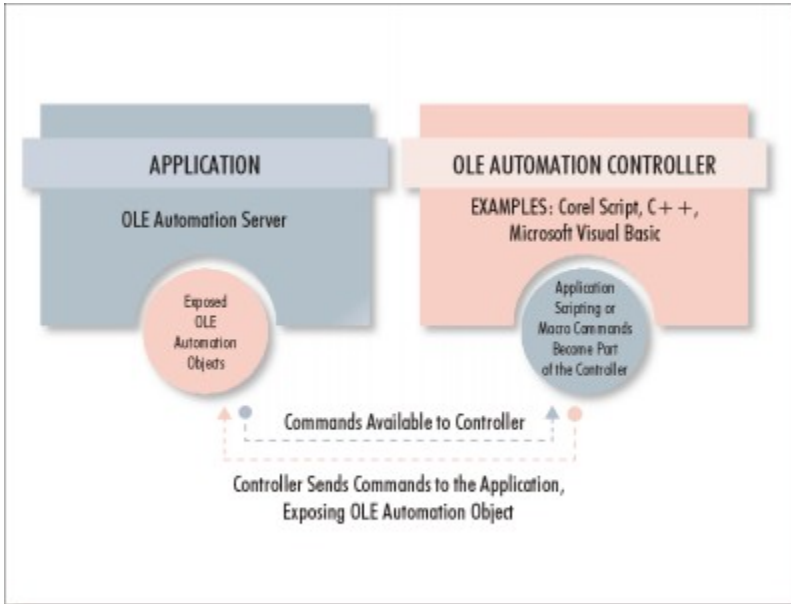 APPLICATION
OLE Automation Server
Exposed
OLE
Automation
Objects
OLE AUTOMATION CONTROLLER
EXAMPLES: Corel Script, C++,
Microsoft Visual Basic
Application
Scripting or
Macro Commands
Become Part
of the Controller
Commands Available to Controller
Controller Sends Commands to the Application,
Exposing OLE Automation Object